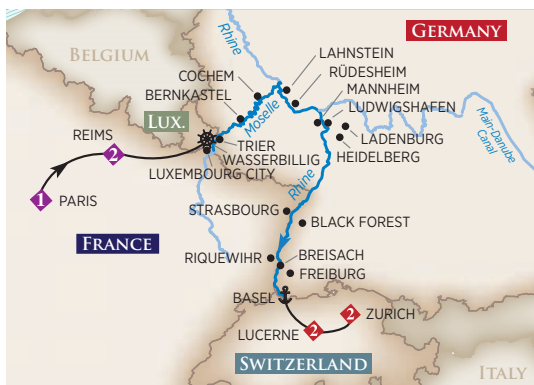 GERMANY
BELGIUM
Rhine
LAHNSTEIN
RÜDESHEIM
COCHEM
MANNHEIM
BERNKASTEL
LUDWIGSHAFEN
Moselle
LUX.
REIMS
2
TRIER
LADENBURG
WASSERBILLIG
HEIDELBERG
Main-Danube
Canal
LUXEMBOURG CITY
1
PARIS
Rhine
STRASBOURG
BLACK FOREST
FRANCE
RIQUEWIHR
BREISACH
FREIBURG
BASEL
ZURICH
2
LUCERNE
2
SWITZERLAND
ITALY